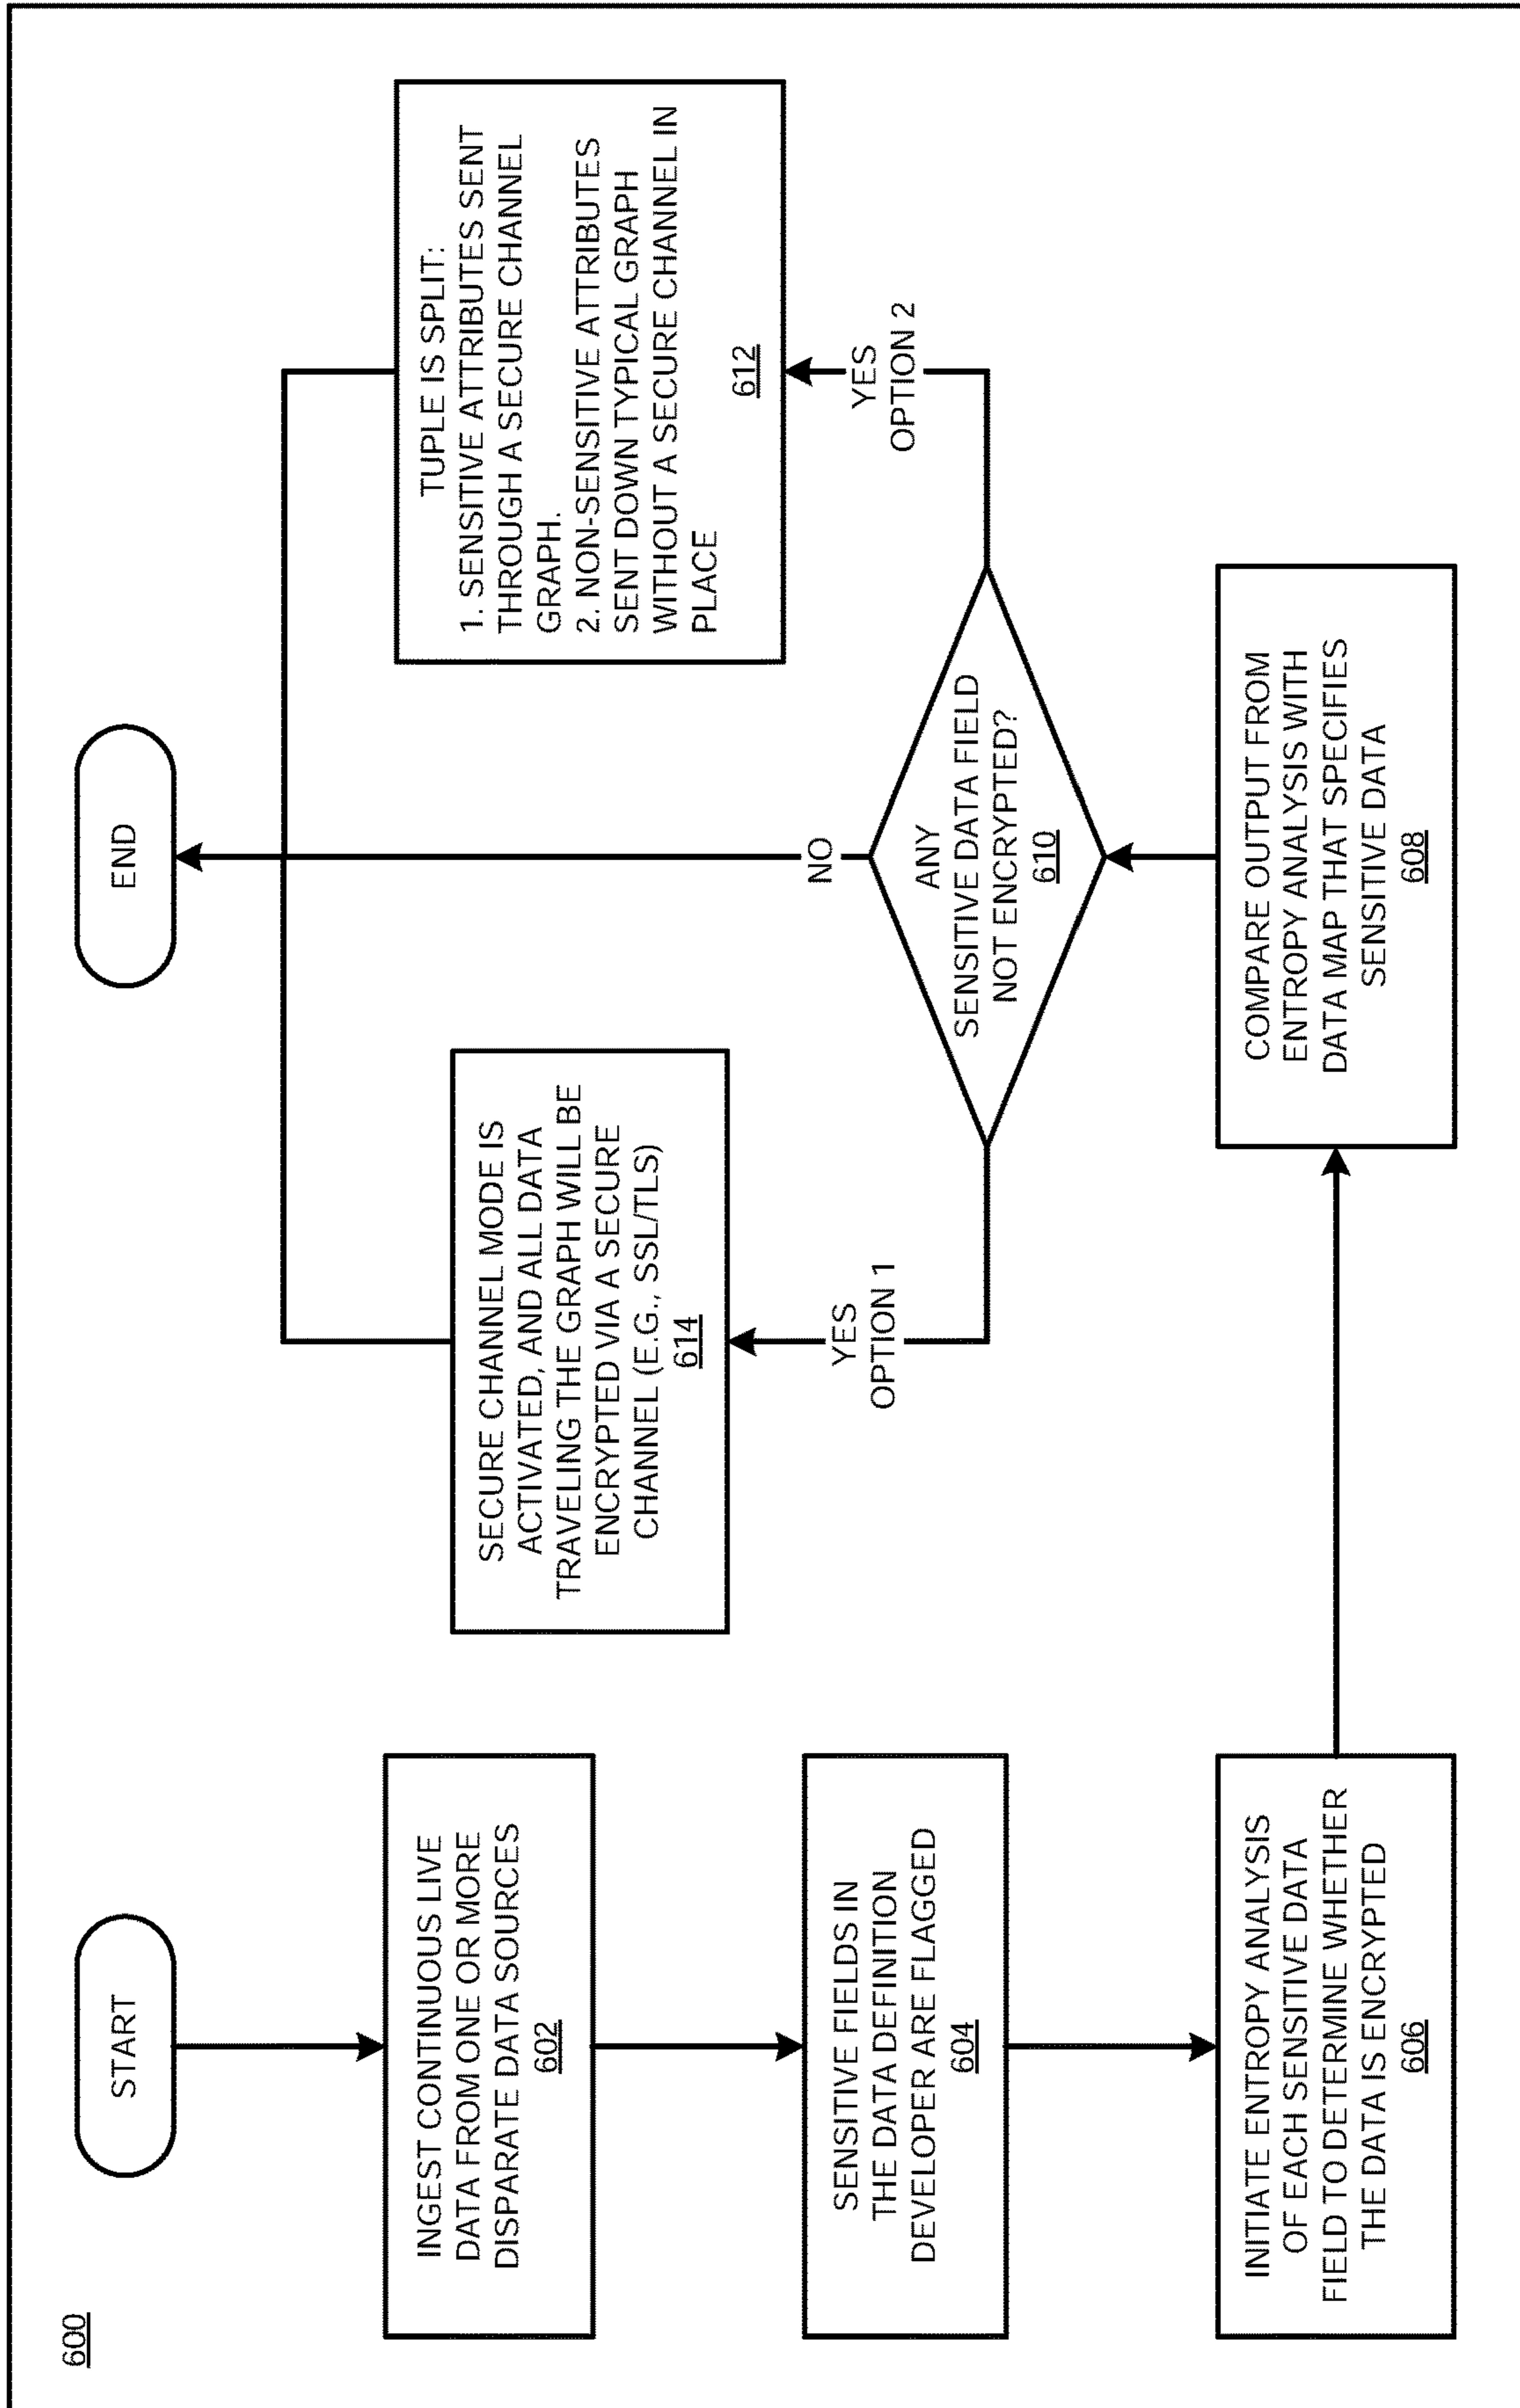 600
START
INGEST CONTINUOUS LIVE
DATA FROM ONE OR MORE
DISPARATE DATA SOURCES
602
SENSITIVE FIELDS IN
THE DATA DEFINITION
DEVELOPER ARE FLAGGED
604
INITIATE ENTROPY ANALYSIS
OF EACH SENSITIVE DATA
FIELD TO DETERMINE WHETHER
THE DATA IS ENCRYPTED
606
COMPARE OUTPUT FROM
ENTROPY ANALYSIS WITH
DATA MAP THAT SPECIFIES
SENSITIVE DATA
608
ANY
SENSITIVE DATA FIELD
NOT ENCRYPTED?
610
NO
YES
OPTION 1
SECURE CHANNEL MODE IS
ACTIVATED, AND ALL DATA
TRAVELING THE GRAPH WILL BE
ENCRYPTED VIA A SECURE
CHANNEL (E.G., SSL/TLS)
614
YES
OPTION 2
TUPLE IS SPLIT:
1. SENSITIVE ATTRIBUTES SENT
THROUGH A SECURE CHANNEL
GRAPH.
2. NON-SENSITIVE ATTRIBUTES
SENT DOWN TYPICAL GRAPH
WITHOUT A SECURE CHANNEL IN
PLACE
612
END